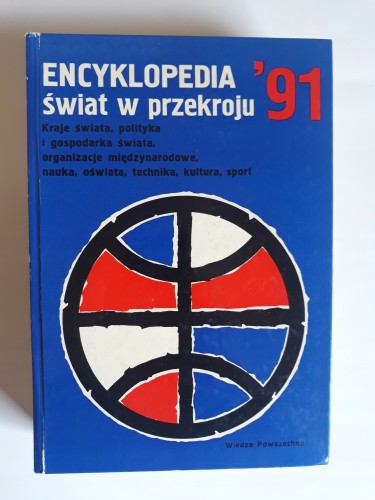 ENCYKLOPEDIA '91
świat w przekroju
Kraje świata, polityka
i gospodarka świata,
organizacje międzynarodowe,
nauka, oświata, technika, kultura, sport
Wiedza Powszechna